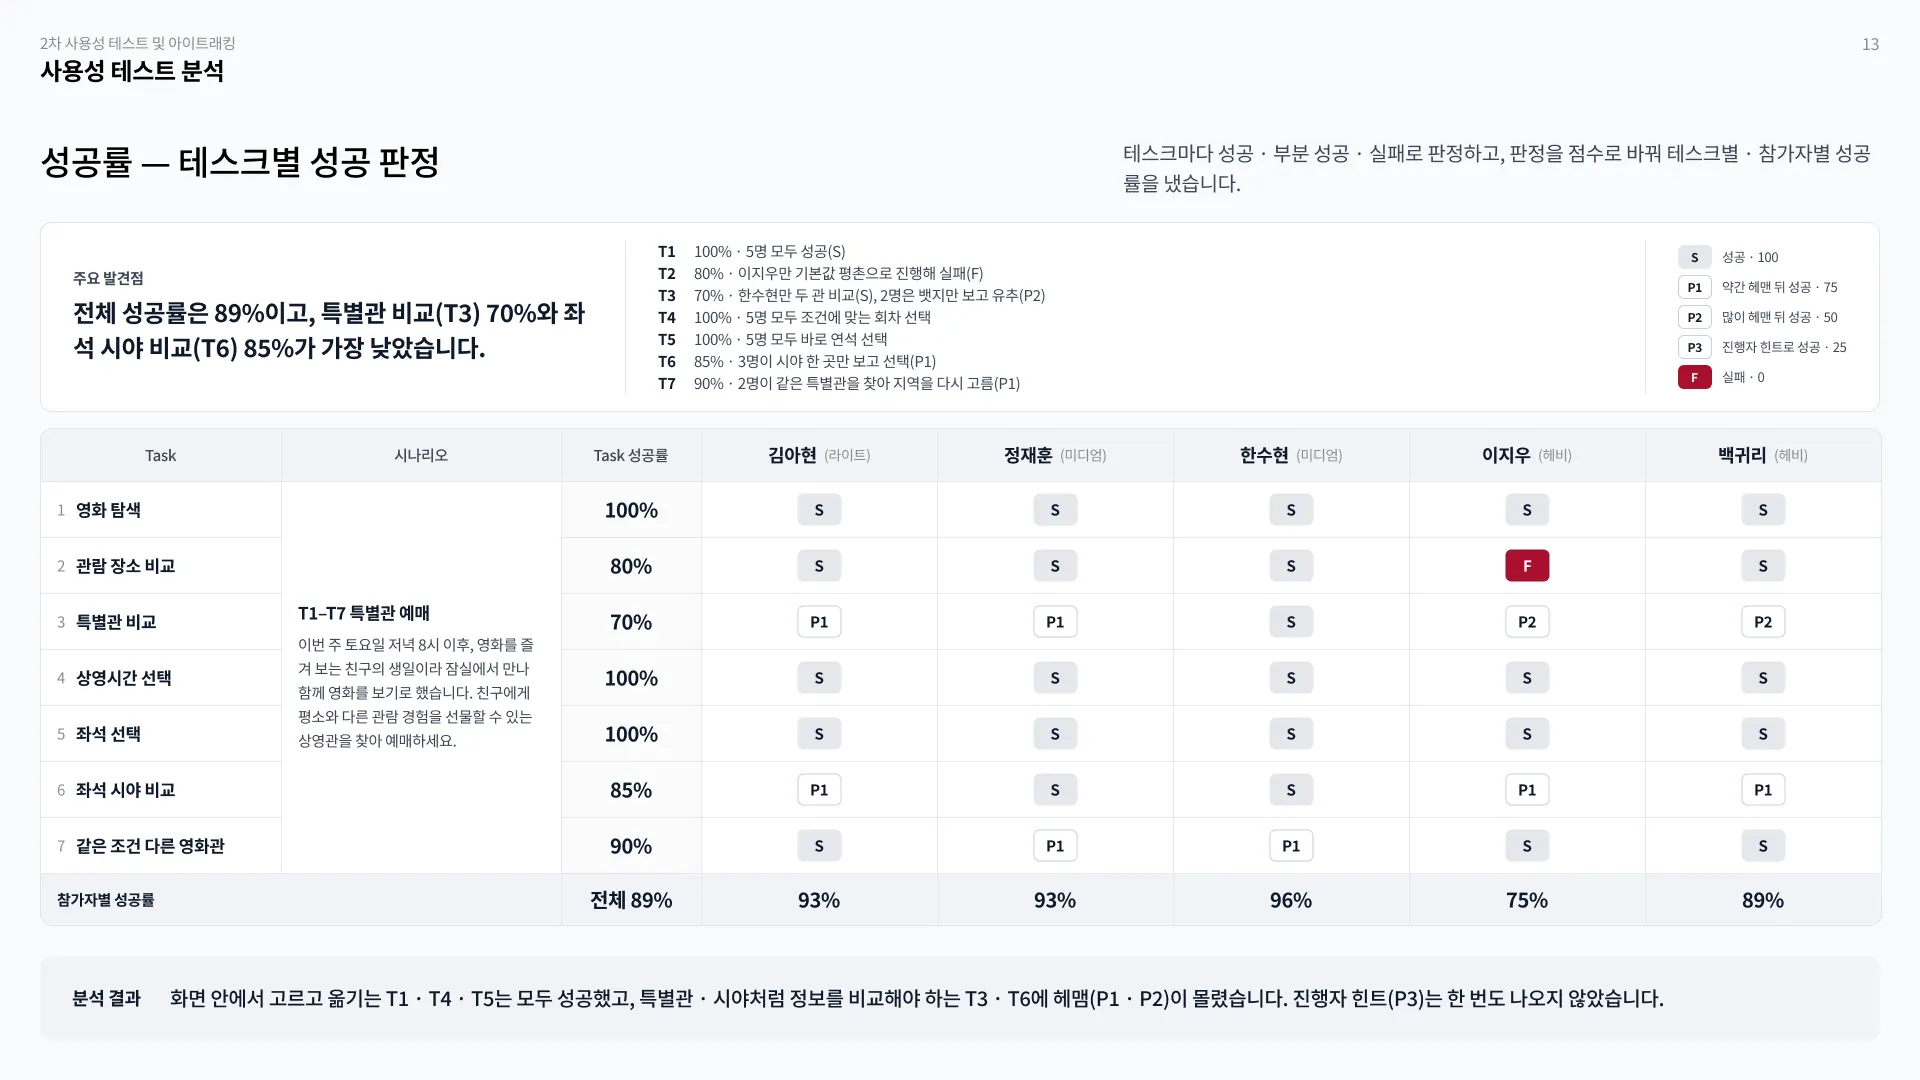 2차 사용성 테스트 및 아이트래킹
사용성 테스트 분석
13
성공률 — 테스크별 성공 판정
테스크마다 성공 · 부분 성공 · 실패로 판정하고, 판정을 점수로 바꿔 테스크별 · 참가자별 성공
률을 냈습니다.
주요 발견점
전체 성공률은 89%이고, 특별관 비교(T3) 70%와 좌
석 시야 비교(T6) 85%가 가장 낮았습니다.
T1 100% · 5명 모두 성공(S)
T2 80% · 이지우만 기본값 평촌으로 진행해 실패(F)
T3 70% · 한수현만 두 관 비교(S), 2명은 뱃지만 보고 유추(P2)
T4 100% · 5명 모두 조건에 맞는 회차 선택
T5 100% · 5명 모두 바로 연석 선택
T6 85% · 3명이 시야 한 곳만 보고 선택(P1)
T7 90% · 2명이 같은 특별관을 찾아 지역을 다시 고름(P1)
S 성공 · 100
P1 약간 헤맨 뒤 성공 · 75
P2 많이 헤맨 뒤 성공 · 50
P3 진행자 힌트로 성공 · 25
F 실패 · 0
Task 시나리오 Task 성공률 김아현 (라이트) 정재훈 (미디엄) 한수현 (미디엄) 이지우 (헤비) 백귀리 (헤비)
1 영화 탐색 100% S S S S S
2 관람 장소 비교 80% S S S F S
3 특별관 비교 70% P1 P1 S P2 P2
4 상영시간 선택 100% S S S S S
5 좌석 선택 100% S S S S S
6 좌석 시야 비교 85% P1 S S P1 P1
7 같은 조건 다른 영화관 90% S P1 P1 S S
T1–T7 특별관 예매
이번 주 토요일 저녁 8시 이후, 영화를 즐
겨 보는 친구의 생일이라 잠실에서 만나
함께 영화를 보기로 했습니다. 친구에게
평소와 다른 관람 경험을 선물할 수 있는
상영관을 찾아 예매하세요.
참가자별 성공률 전체 89% 93% 93% 96% 75% 89%
분석 결과 화면 안에서 고르고 옮기는 T1 · T4 · T5는 모두 성공했고, 특별관 · 시야처럼 정보를 비교해야 하는 T3 · T6에 헤맴(P1 · P2)이 몰렸습니다. 진행자 힌트(P3)는 한 번도 나오지 않았습니다.